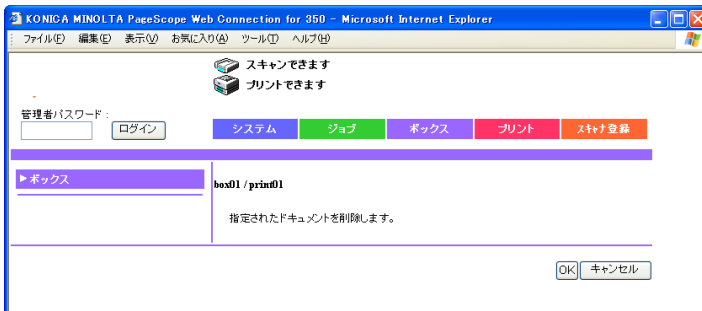 KONICA MINOLTA PageScope Web Connection for 350 - Microsoft Internet Explorer
ファイル(F) 編集(E) 表示(V) お気に入り(A) ツール(T) ヘルプ(H)
スキャンできます
プリントできます
管理者パスワード:
ログイン
システム ジョブ ボックス プリント スキャナ登録
▶ボックス
box01 / print01
指定されたドキュメントを削除します。
OK キャンセル